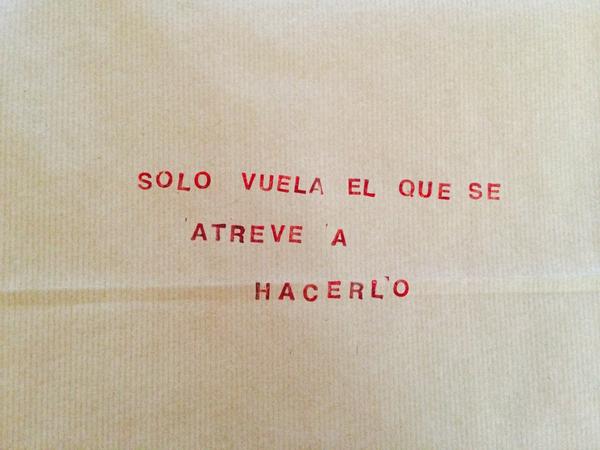 SOLO VUELA EL QUE SE
ATREVE A
HACERLO